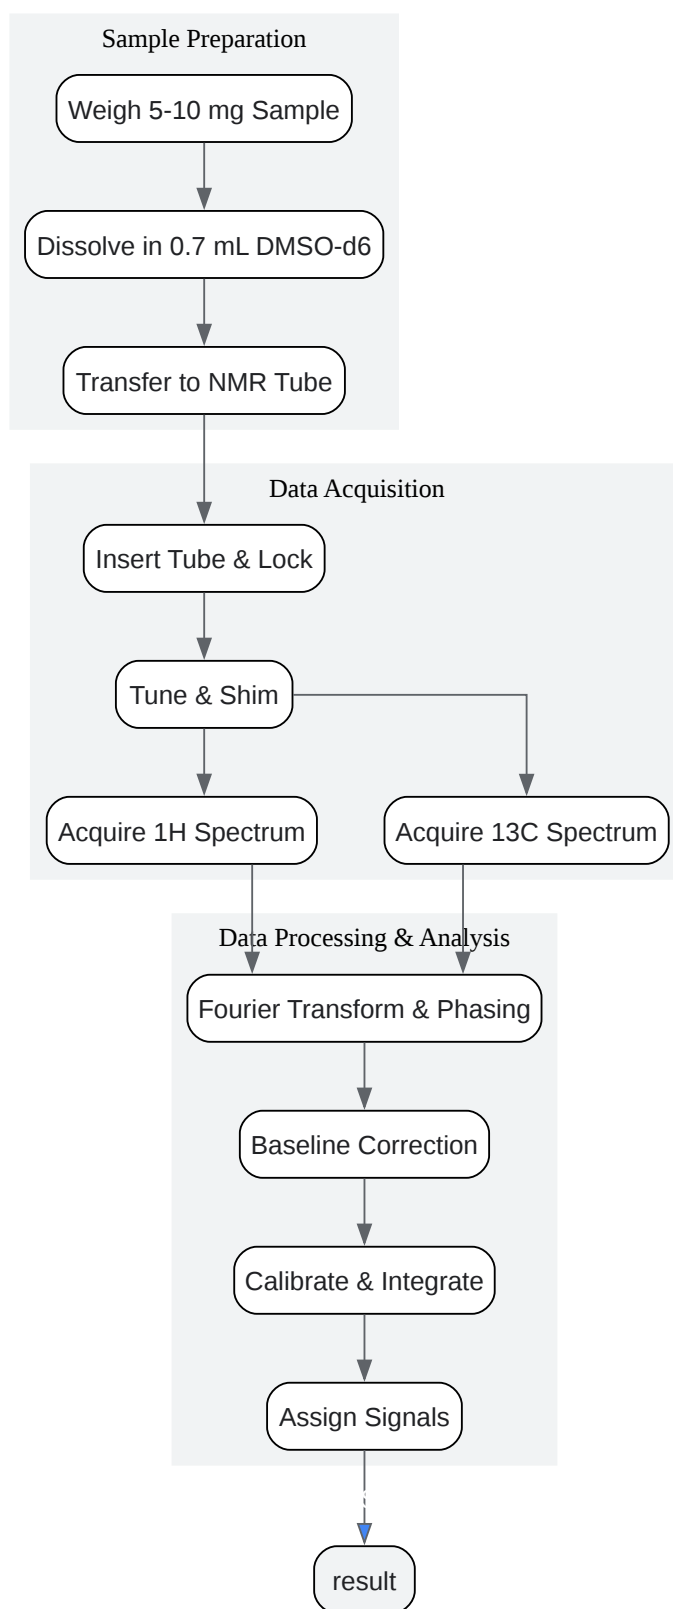 Sample Preparation
Weigh 5-10 mg Sample
Dissolve in 0.7 mL DMSO-d6
Transfer to NMR Tube
Data Acquisition
Insert Tube & Lock
Tune & Shim
Acquire 1H Spectrum
Acquire 13C Spectrum
Data Processing & Analysis
Fourier Transform & Phasing
Baseline Correction
Calibrate & Integrate
Assign Signals
result